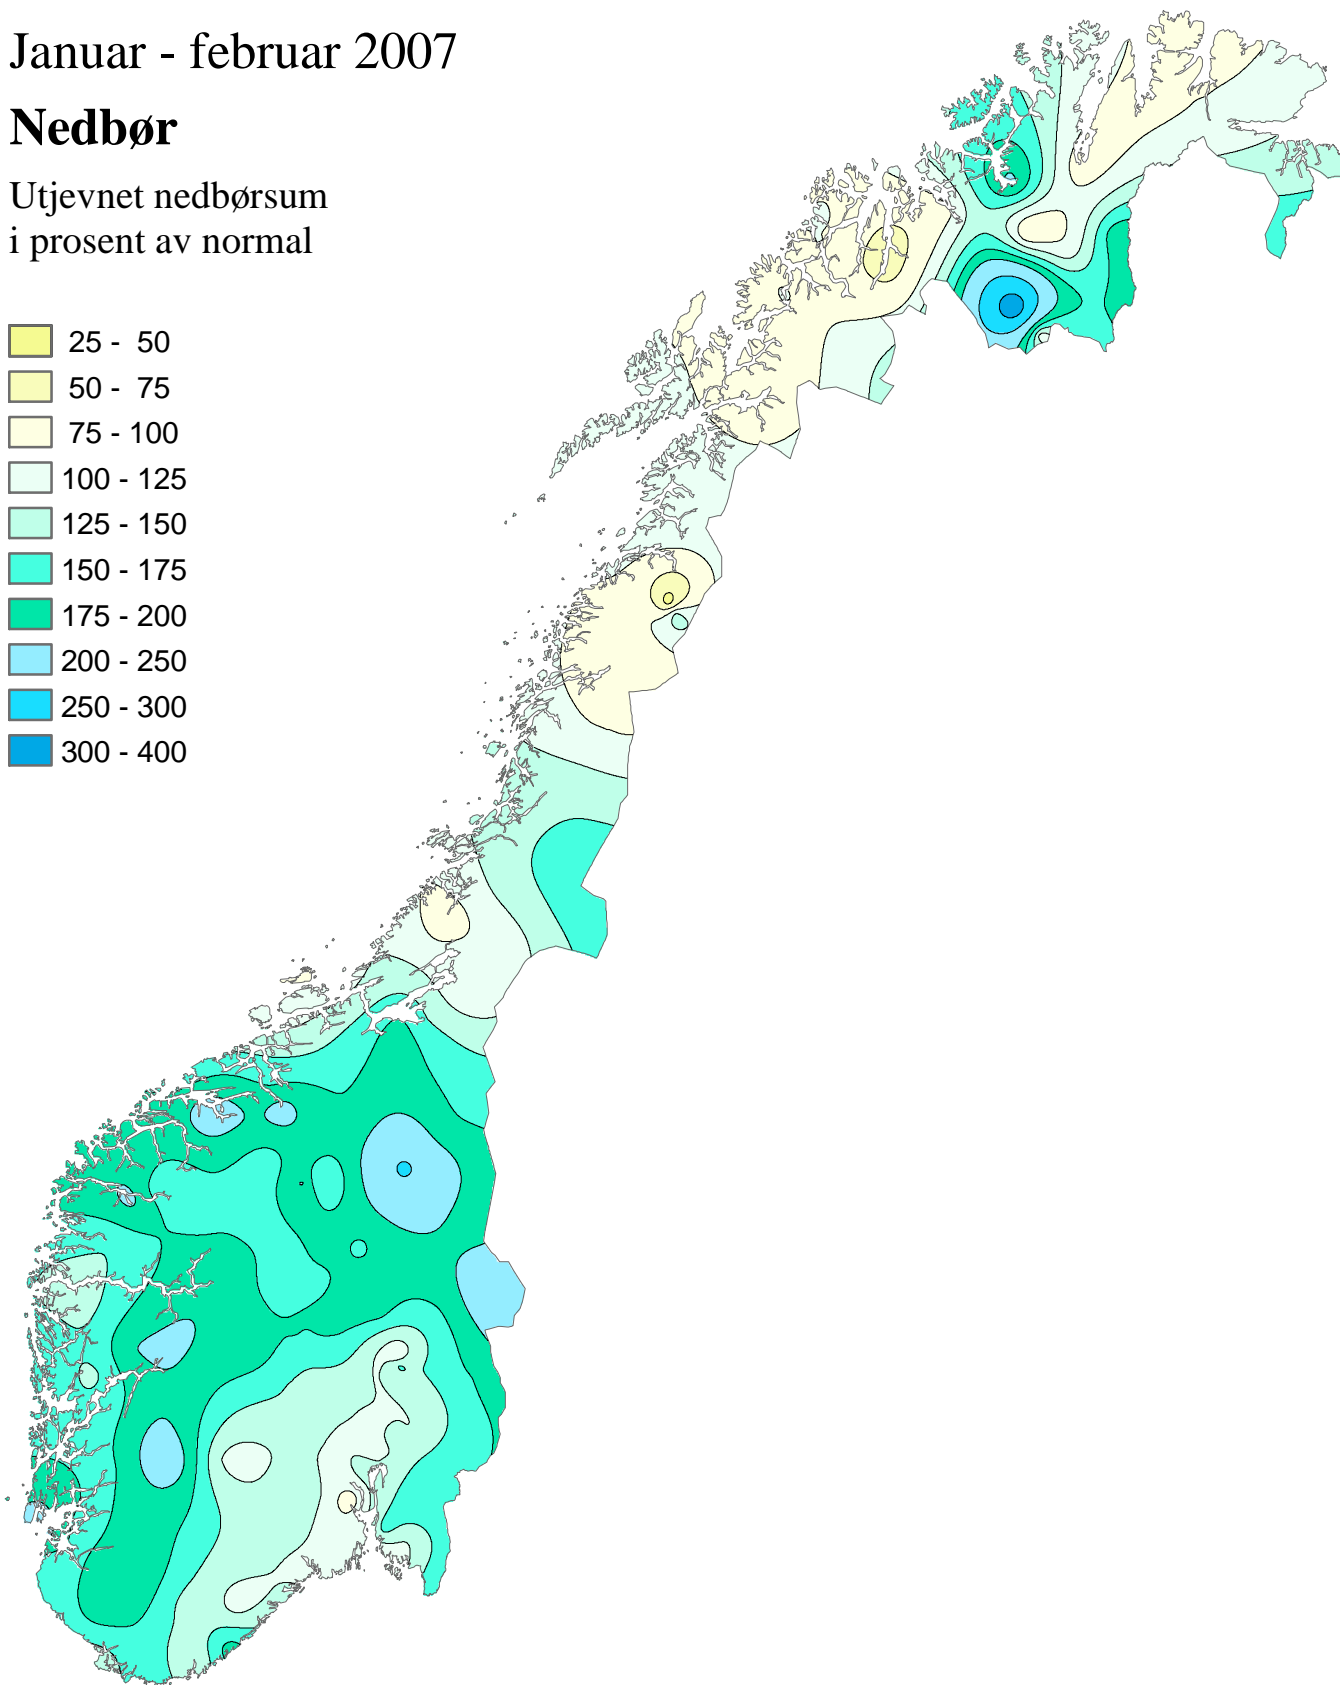 Januar - februar 2007
Nedbør
Utjevnet nedbørsum
i prosent av normal
25 - 50
50 - 75
75 - 100
100 - 125
125 - 150
150 - 175
175 - 200
200 - 250
250 - 300
300 - 400